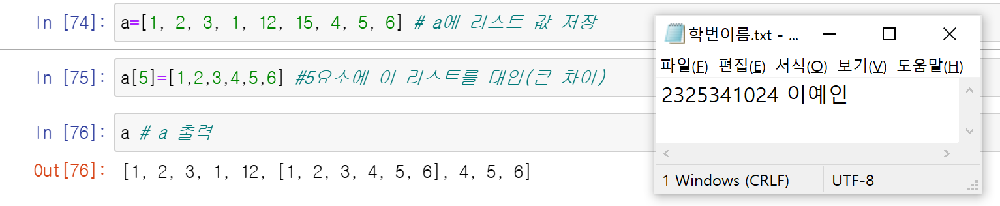 In [74]: a=[1, 2, 3, 1, 12, 15, 4, 5, 6] # a에 리스트 값 저장
In [75]: a[5]=[1,2,3,4,5,6] #5요소에 이 리스트를 대입(큰 차이)
In [76]: a # a 출력
Out[76]: [1, 2, 3, 1, 12, [1, 2, 3, 4, 5, 6], 4, 5, 6]
학번이름.txt - ...
파일(F) 편집(E) 서식(O) 보기(V) 도움말(H)
2325341024 이예인
Windows (CRLF) UTF-8